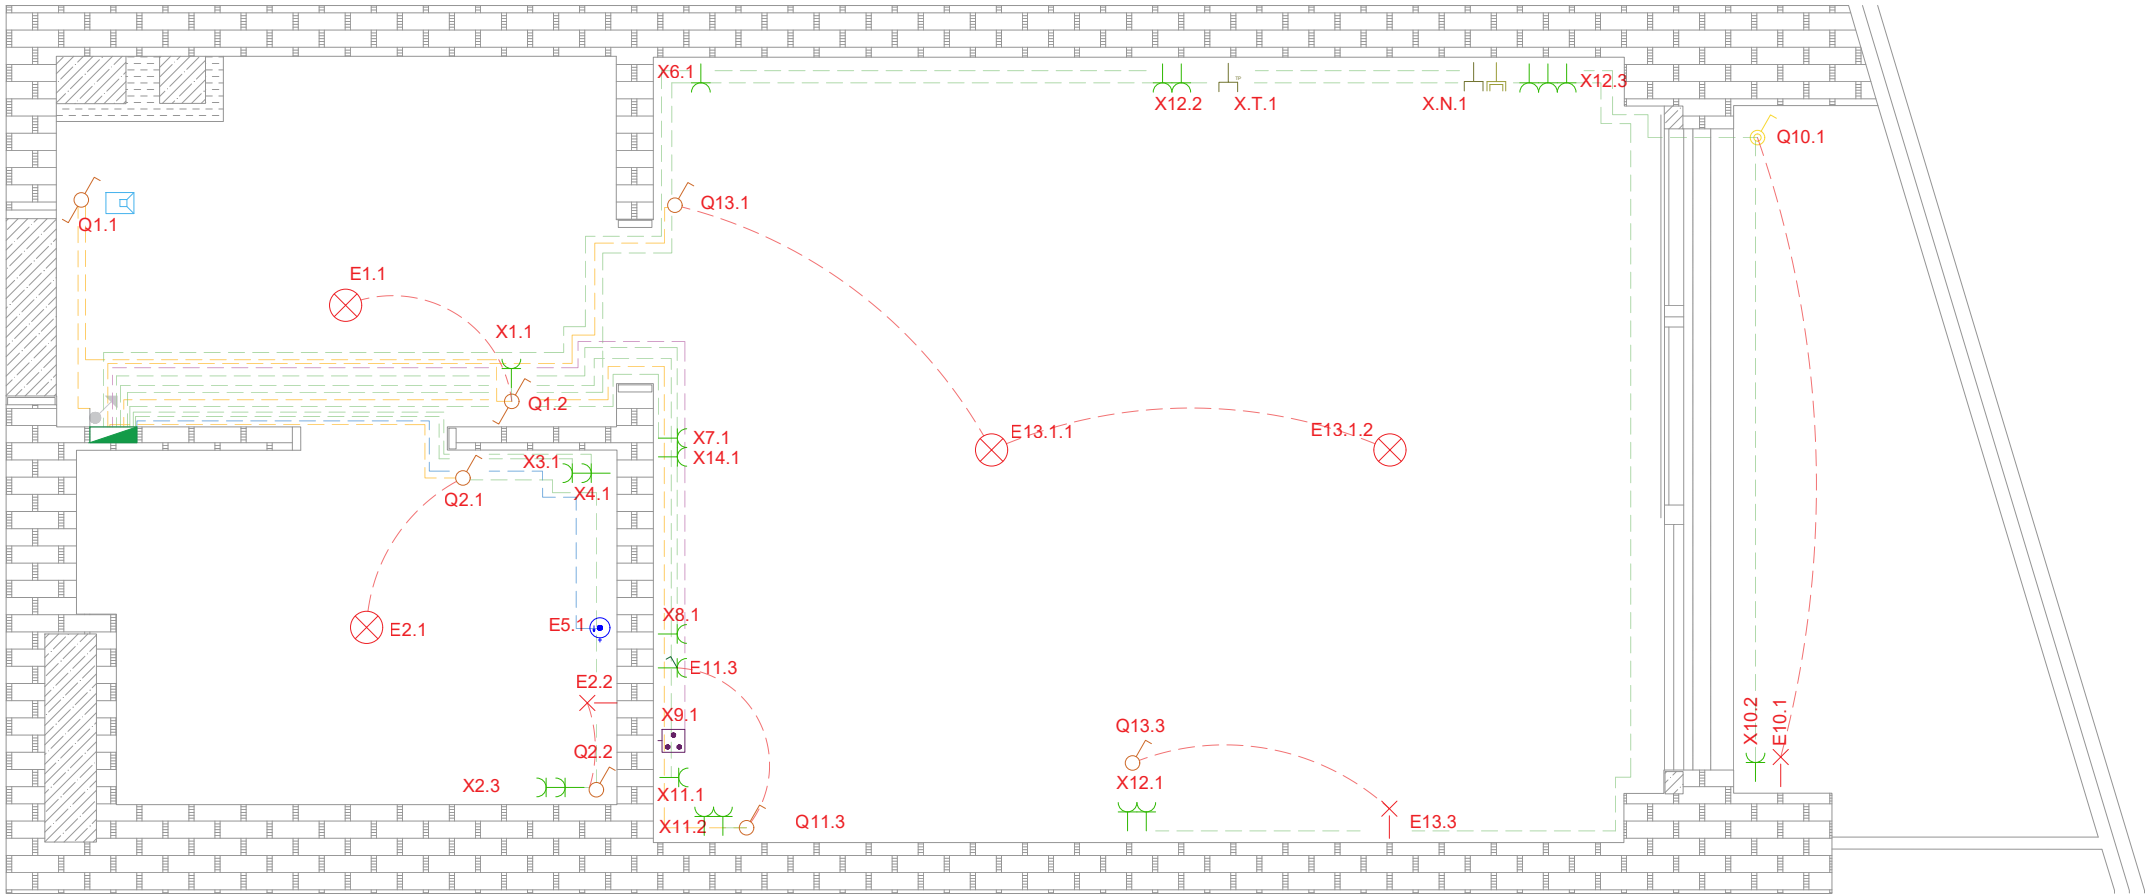 X6.1
X12.2
X.T.1
TP
X.N.1
X12.3
Q10.1
Q1.1
Q13.1
E1.1
X1.1
Q1.2
E13.1.1
E13.1.2
X7.1
X14.1
X3.1
X4.1
Q2.1
E5.1
E2.1
X8.1
E11.3
E2.2
X9.1
Q2.2
X2.3
X11.1
X11.2
Q11.3
Q13.3
X12.1
E13.3
X10.2
E10.1